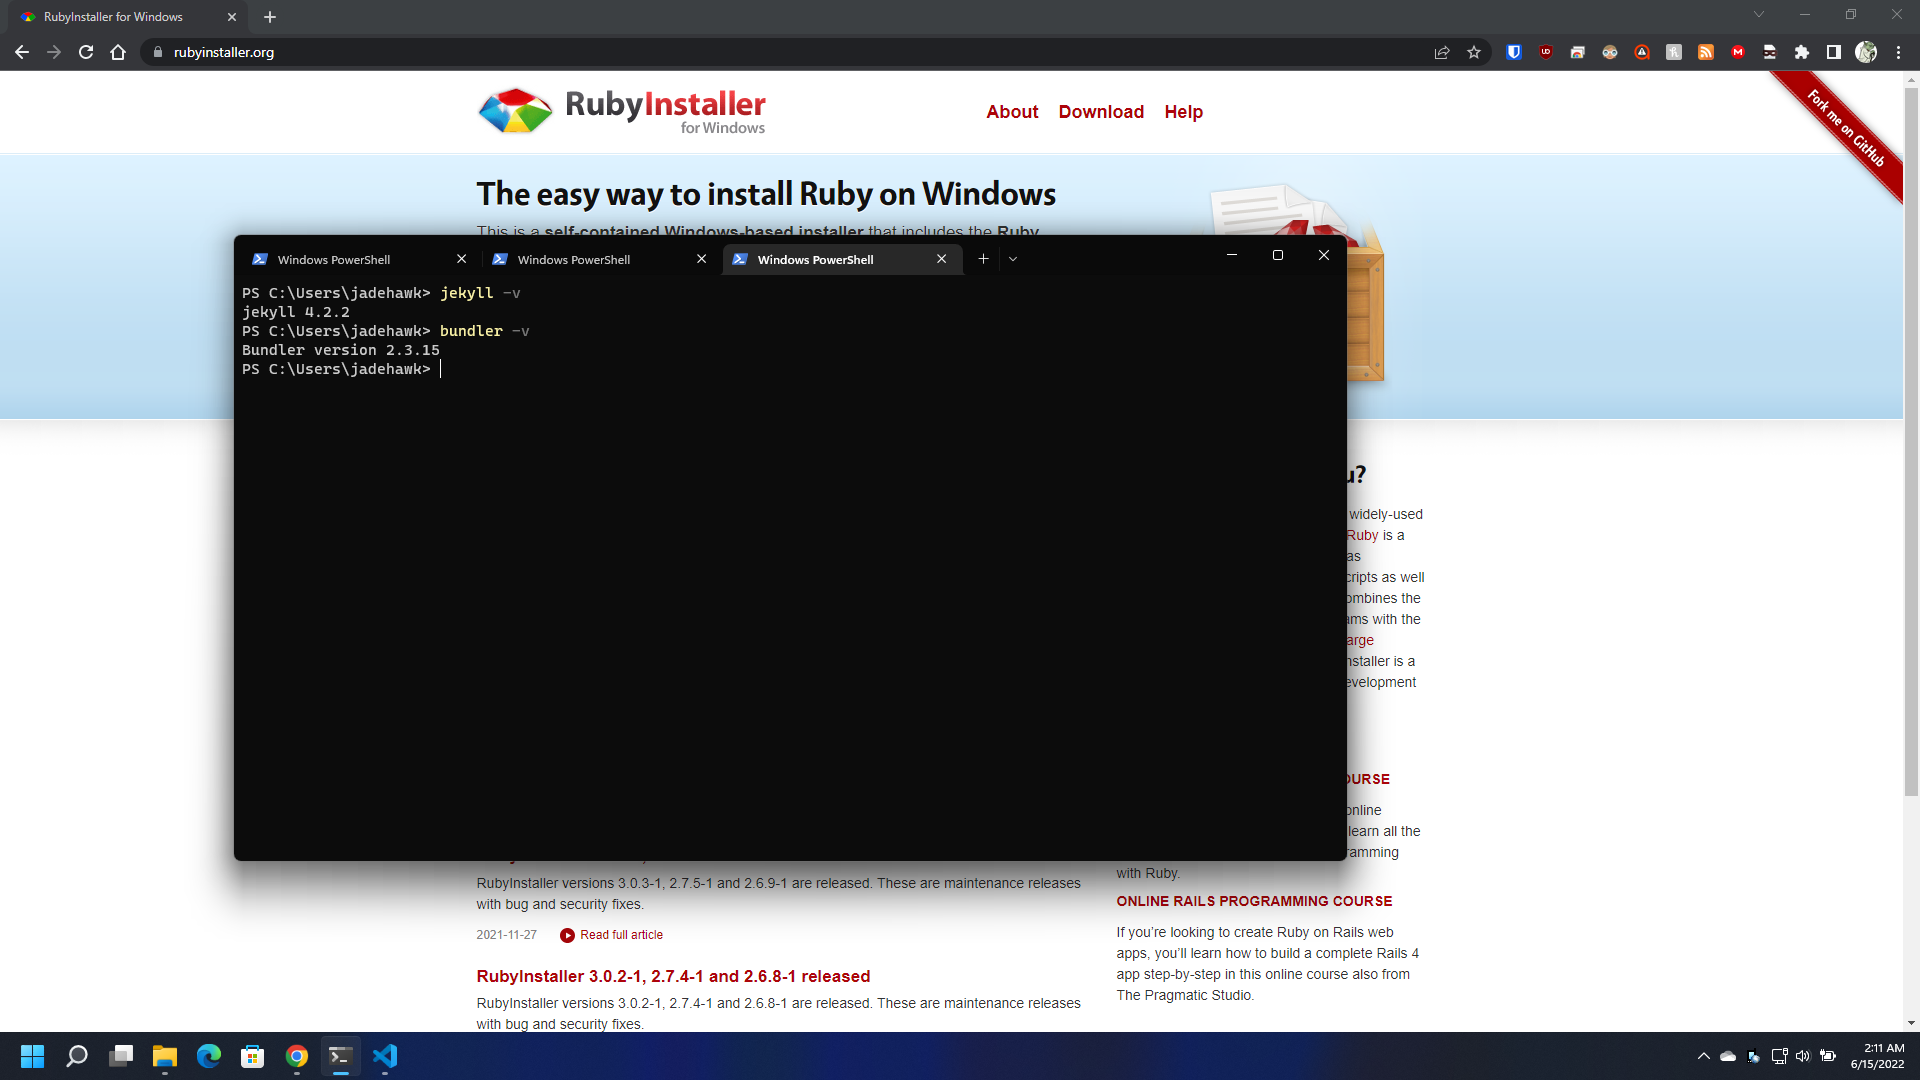 RubyInstaller for Windows
rubyinstaller.org
RubyInstaller
for Windows
About Download Help
Fork me on GitHub
The easy way to install Ruby on Windows
This is a self-contained Windows-based installer that includes the Ruby
Windows PowerShell
Windows PowerShell
Windows PowerShell
PS C:\Users\jadehawk> jekyll -v
jekyll 4.2.2
PS C:\Users\jadehawk> bundler -v
Bundler version 2.3.15
PS C:\Users\jadehawk>
u?
widely-used
Ruby is a
as
cripts as well
ombines the
ams with the
arge
nstaller is a
evelopment
OURSE
online
learn all the
ramming
with Ruby.
RubyInstaller versions 3.0.3-1, 2.7.5-1 and 2.6.9-1 are released. These are maintenance releases
with bug and security fixes.
2021-11-27 Read full article
RubyInstaller 3.0.2-1, 2.7.4-1 and 2.6.8-1 released
RubyInstaller versions 3.0.2-1, 2.7.4-1 and 2.6.8-1 are released. These are maintenance releases
with bug and security fixes.
ONLINE RAILS PROGRAMMING COURSE
If you’re looking to create Ruby on Rails web
apps, you’ll learn how to build a complete Rails 4
app step-by-step in this online course also from
The Pragmatic Studio.
2:11 AM
6/15/2022